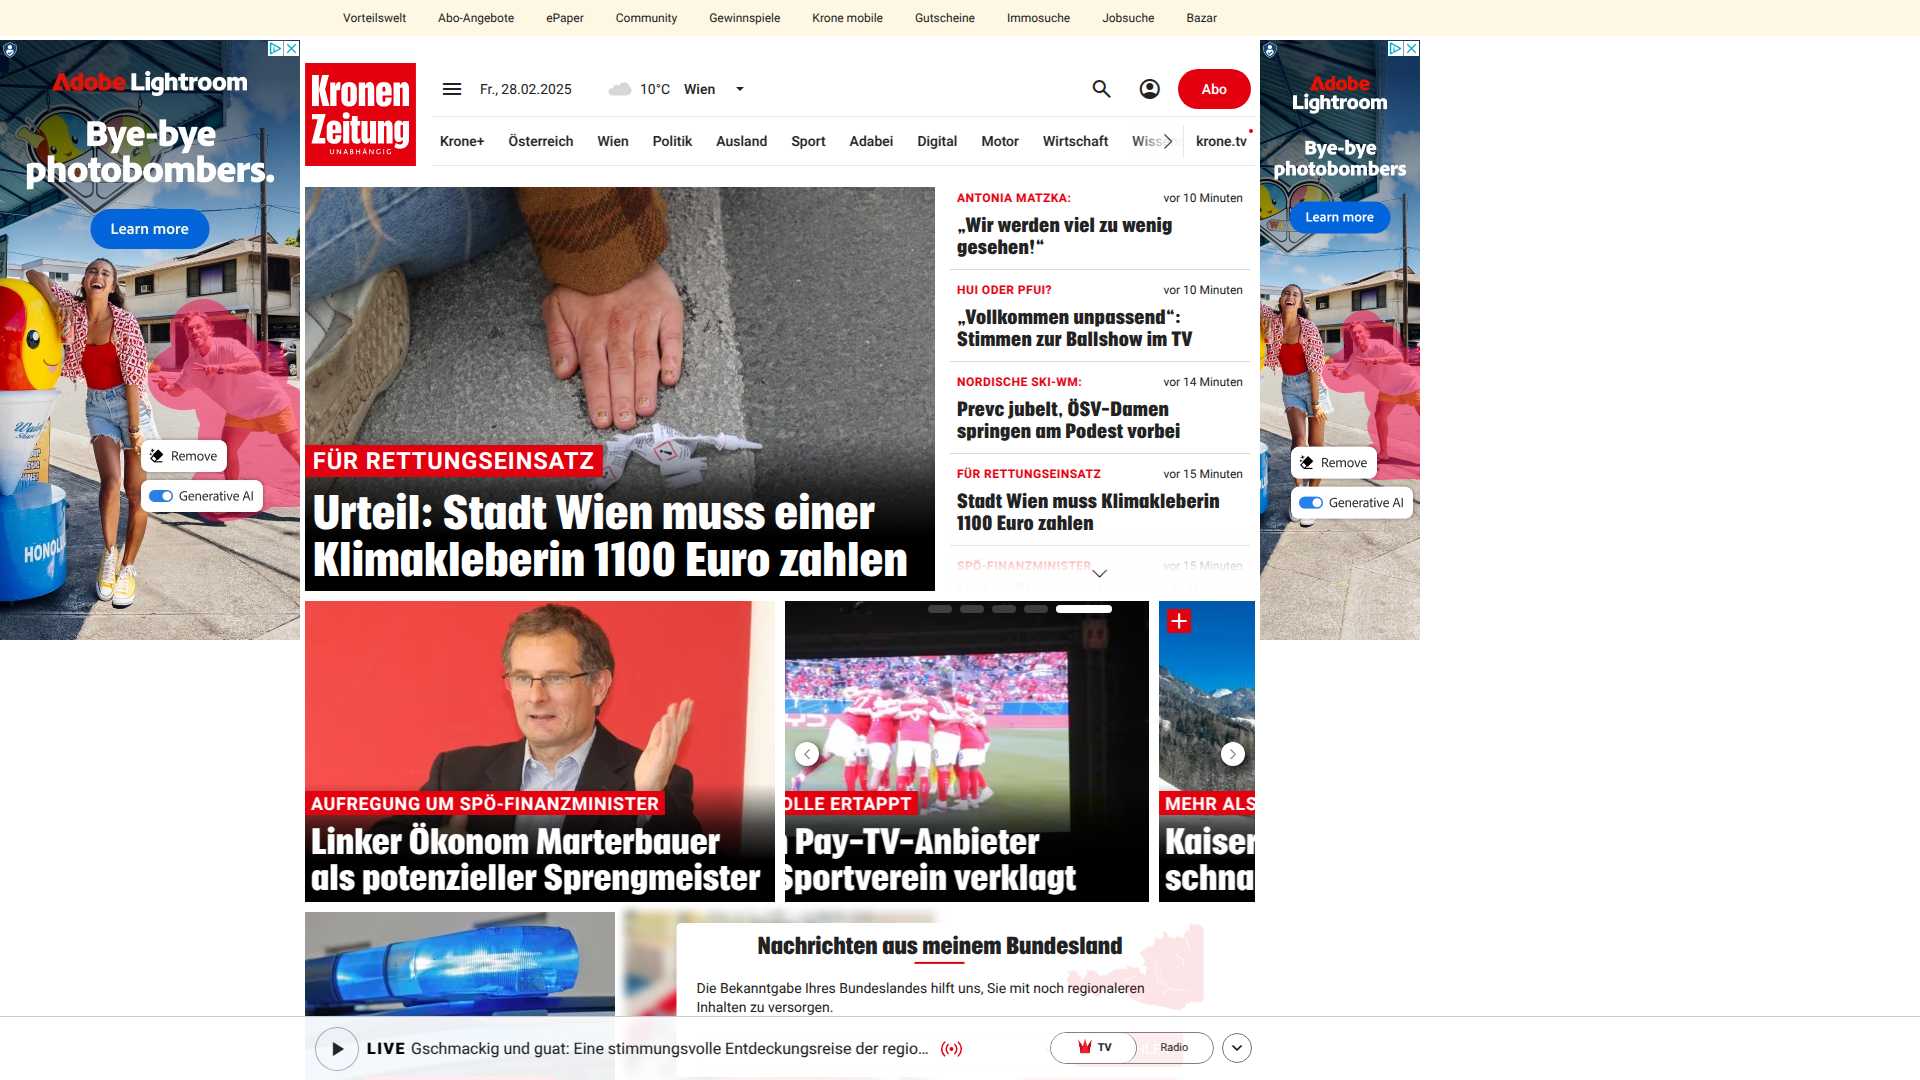 Vorteilswelt Abo-Angebote ePaper Community Gewinnspiele Krone mobile Gutscheine Immosuche Jobsuche Bazar
Kronen
Zeitung
UNABHÄNGIG
Fr., 28.02.2025 10°C Wien
Abo
Krone+ Österreich Wien Politik Ausland Sport Adabei Digital Motor Wirtschaft Wiss krone.tv
Adobe Lightroom
Bye-bye
photobombers.
Learn more
Remove
Generative AI
HONOL
FÜR RETTUNGSEINSATZ
Urteil: Stadt Wien muss einer
Klimakleberin 1100 Euro zahlen
ANTONIA MATZKA: vor 10 Minuten
„Wir werden viel zu wenig
gesehen!“
HUI ODER PFUI? vor 10 Minuten
„Vollkommen unpassend“:
Stimmen zur Ballshow im TV
NORDISCHE SKI-WM: vor 14 Minuten
Prevc jubelt, ÖSV-Damen
springen am Podest vorbei
FÜR RETTUNGSEINSATZ vor 15 Minuten
Stadt Wien muss Klimakleberin
1100 Euro zahlen
SPÖ-FINANZMINISTER vor 15 Minuten
Adobe
Lightroom
Bye-bye
photobombers
Learn more
Remove
Generative AI
AUFREGUNG UM SPÖ-FINANZMINISTER
Linker Ökonom Marterbauer
als potenzieller Sprengmeister
OLLE ERTAPPT
Pay-TV-Anbieter
Sportverein verklagt
MEHR ALS
Kaiser
schna
Nachrichten aus meinem Bundesland
Die Bekanntgabe Ihres Bundeslandes hilft uns, Sie mit noch regionaleren
Inhalten zu versorgen.
LIVE Gschmackig und guat: Eine stimmungsvolle Entdeckungsreise der regio...
TV Radio